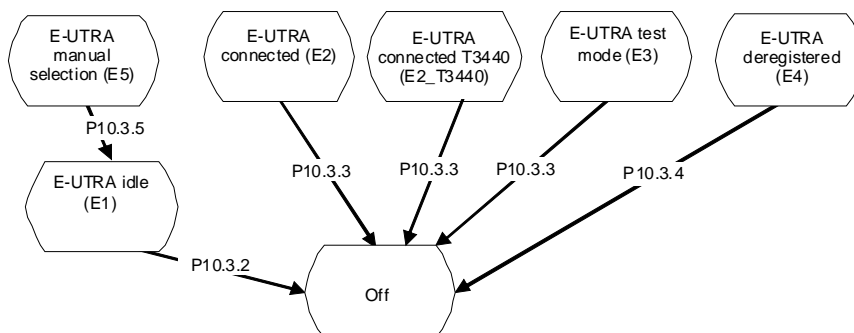 E-UTRA
manual
selection (E5)
E-UTRA
connected (E2)
E-UTRA
connected T3440
(E2_T3440)
E-UTRA test
mode (E3)
E-UTRA
deregistered
(E4)
P10.3.5
P10.3.3
P10.3.3
P10.3.3
P10.3.4
E-UTRA idle
(E1)
P10.3.2
Off